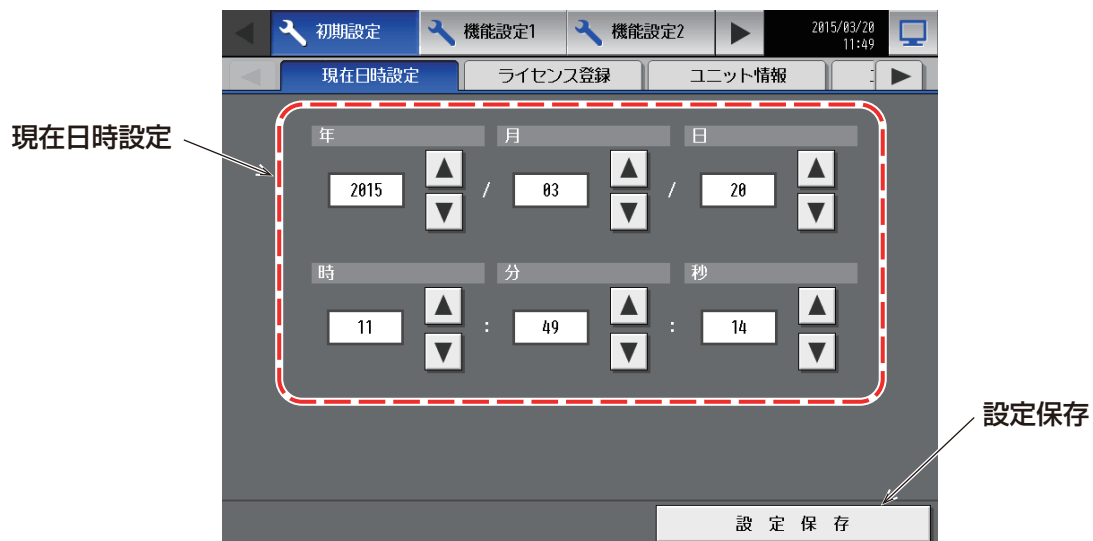 初期設定 機能設定1 機能設定2 2015/03/20
11:49
現在日時設定 ライセンス登録 ユニット情報
現在日時設定
年 月 日
2015 / 03 / 20
時 分 秒
11 : 49 : 14
設定保存
設定保存